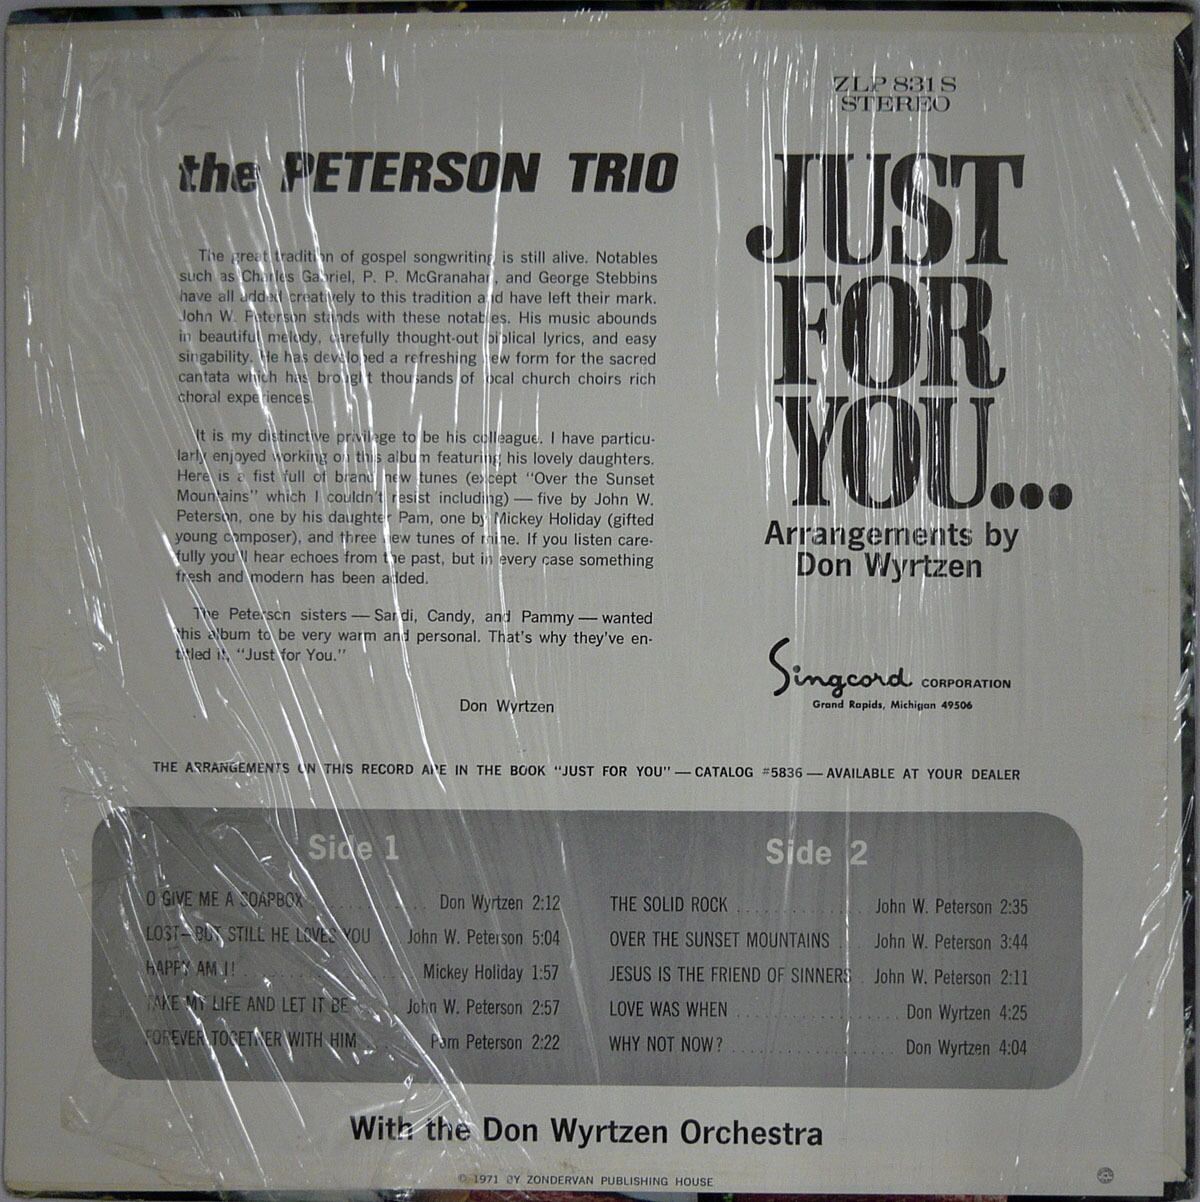 ZLP 831 S
STEREO
the PETERSON TRIO
JUST
FOR
YOU...
Arrangements by
Don Wyrtzen
The great tradition of gospel songwriting is still alive. Notables
such as Charles Gabriel, P. P. McGranahan, and George Stebbins
have all added creatively to this tradition and have left their mark.
John W. Peterson stands with these notables. His music abounds
in beautiful melody, carefully thought-out biblical lyrics, and easy
singability. He has developed a refreshing new form for the sacred
cantata which has brought thousands of local church choirs rich
choral experiences.
It is my distinctive privilege to be his colleague. I have particu-
larly enjoyed working on this album featuring his lovely daughters.
Here is a fist full of brand new tunes (except "Over the Sunset
Mountains" which I couldn't resist including) — five by John W.
Peterson, one by his daughter Pam, one by Mickey Holiday (gifted
young composer), and three new tunes of mine. If you listen care-
fully you'll hear echoes from the past, but in every case something
fresh and modern has been added.
The Peterson sisters — Sandi, Candy, and Pammy — wanted
this album to be very warm and personal. That's why they've en-
titled it, "Just for You."
Don Wyrtzen
Singcord CORPORATION
Grand Rapids, Michigan 49506
THE ARRANGEMENTS ON THIS RECORD ARE IN THE BOOK "JUST FOR YOU" — CATALOG #5836 — AVAILABLE AT YOUR DEALER
Side 1
O GIVE ME A SOAPBOX . . . . . . . . . . . Don Wyrtzen 2:12
LOST—BUT STILL HE LOVES YOU . . John W. Peterson 5:04
HAPPY AM I! . . . . . . . . . . . . . . . Mickey Holiday 1:57
TAKE MY LIFE AND LET IT BE . . . . John W. Peterson 2:57
FOREVER TOGETHER WITH HIM . . . . Pam Peterson 2:22
Side 2
THE SOLID ROCK . . . . . . . . . . . . . John W. Peterson 2:35
OVER THE SUNSET MOUNTAINS . . . John W. Peterson 3:44
JESUS IS THE FRIEND OF SINNERS . John W. Peterson 2:11
LOVE WAS WHEN . . . . . . . . . . . . . . . Don Wyrtzen 4:25
WHY NOT NOW? . . . . . . . . . . . . . . . Don Wyrtzen 4:04
With the Don Wyrtzen Orchestra
© 1971 BY ZONDERVAN PUBLISHING HOUSE